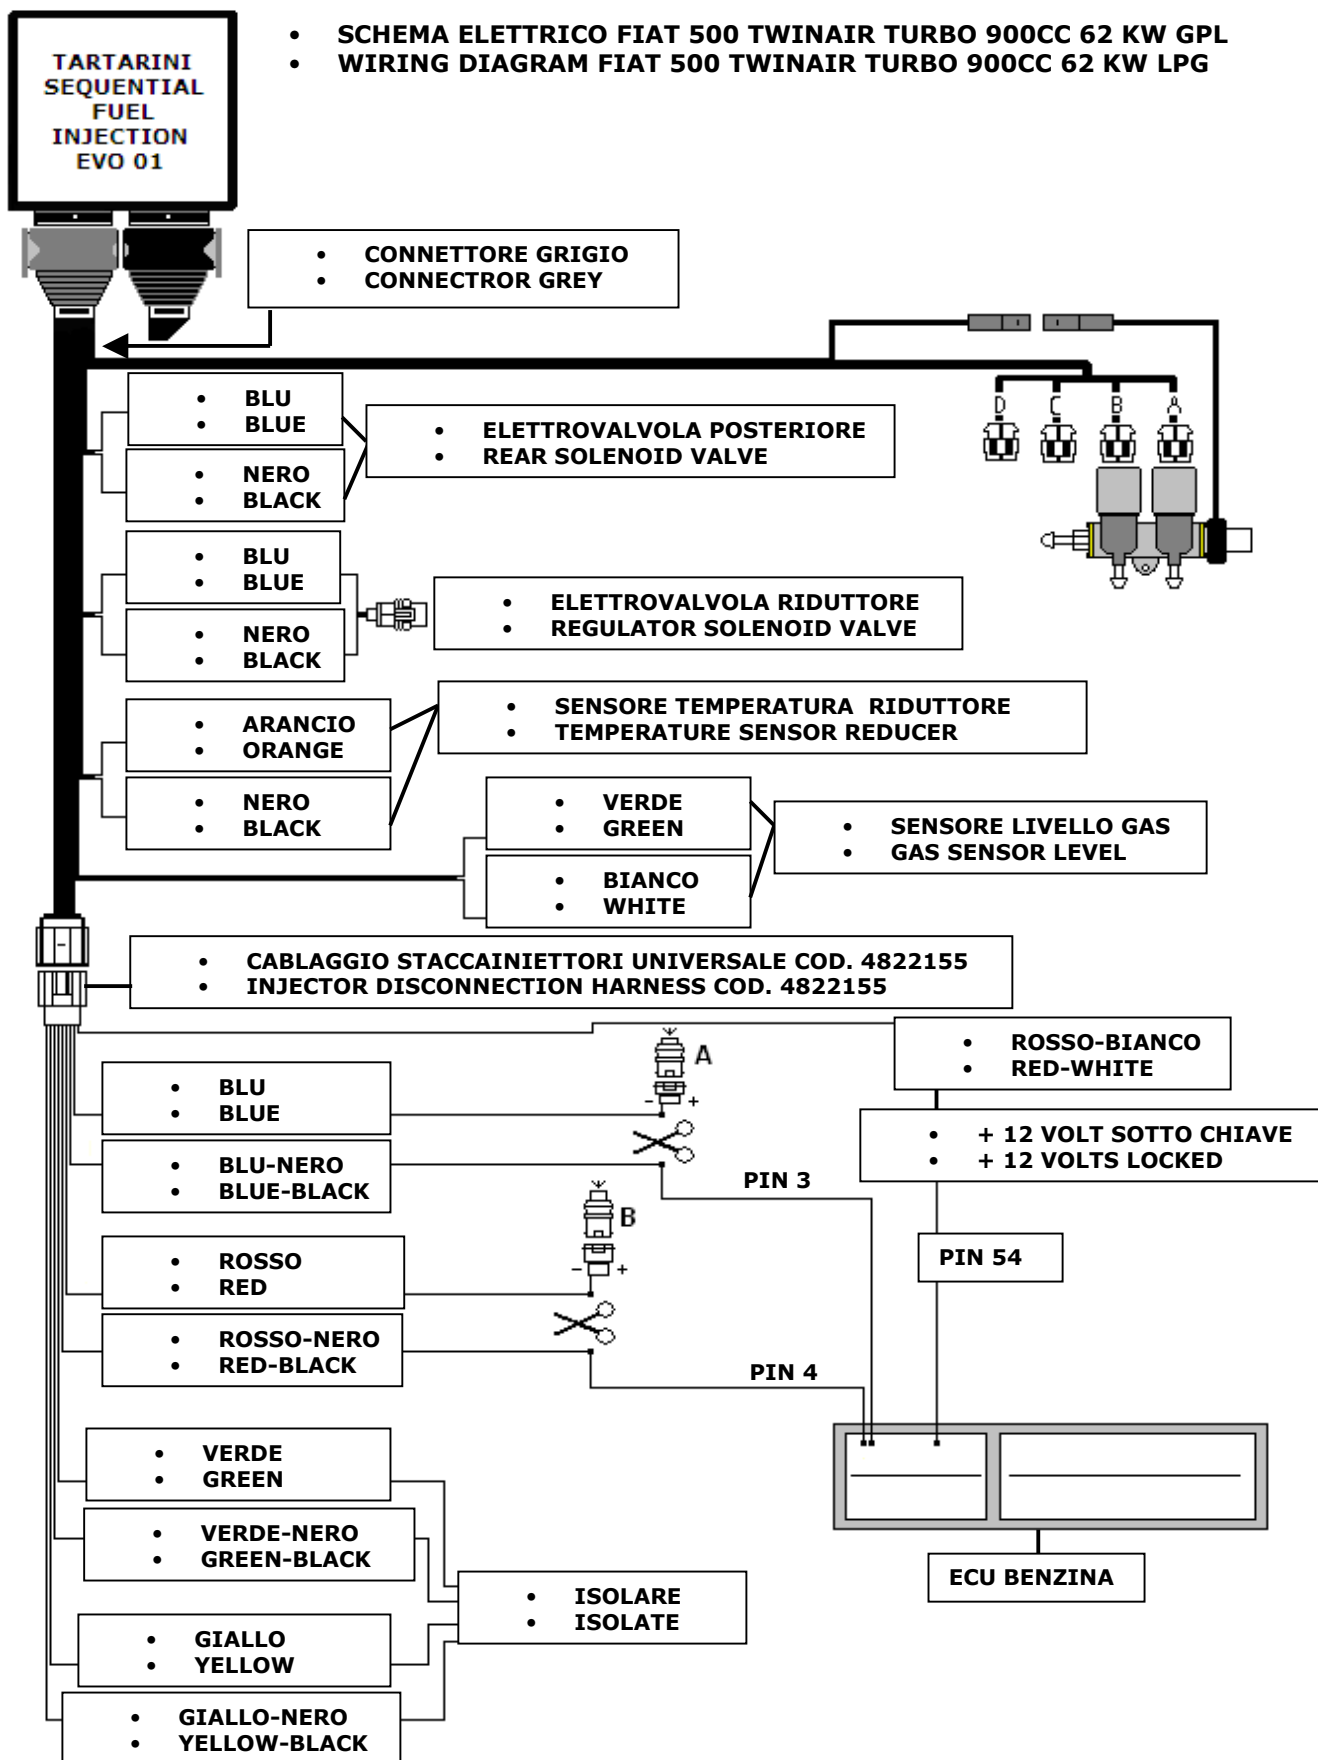 TARTARINI
SEQUENTIAL
FUEL
INJECTION
EVO 01
• SCHEMA ELETTRICO FIAT 500 TWINAIR TURBO 900CC 62 KW GPL
• WIRING DIAGRAM FIAT 500 TWINAIR TURBO 900CC 62 KW LPG
• CONNETTORE GRIGIO
• CONNECTROR GREY
D C B A
• BLU
• BLUE
• NERO
• BLACK
• ELETTROVALVOLA POSTERIORE
• REAR SOLENOID VALVE
• BLU
• BLUE
• NERO
• BLACK
• ELETTROVALVOLA RIDUTTORE
• REGULATOR SOLENOID VALVE
• ARANCIO
• ORANGE
• NERO
• BLACK
• SENSORE TEMPERATURA RIDUTTORE
• TEMPERATURE SENSOR REDUCER
• VERDE
• GREEN
• BIANCO
• WHITE
• SENSORE LIVELLO GAS
• GAS SENSOR LEVEL
• CABLAGGIO STACCAINIETTORI UNIVERSALE COD. 4822155
• INJECTOR DISCONNECTION HARNESS COD. 4822155
• ROSSO-BIANCO
• RED-WHITE
• + 12 VOLT SOTTO CHIAVE
• + 12 VOLTS LOCKED
PIN 54
A
- +
• BLU
• BLUE
• BLU-NERO
• BLUE-BLACK
PIN 3
B
- +
• ROSSO
• RED
• ROSSO-NERO
• RED-BLACK
PIN 4
• VERDE
• GREEN
• VERDE-NERO
• GREEN-BLACK
• GIALLO
• YELLOW
• GIALLO-NERO
• YELLOW-BLACK
• ISOLARE
• ISOLATE
ECU BENZINA